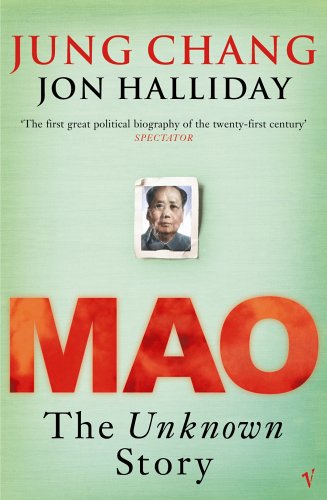 JUNG CHANG
JON HALLIDAY
‘The first great political biography of the twenty-first century’
SPECTATOR
MAO
The Unknown
Story
V